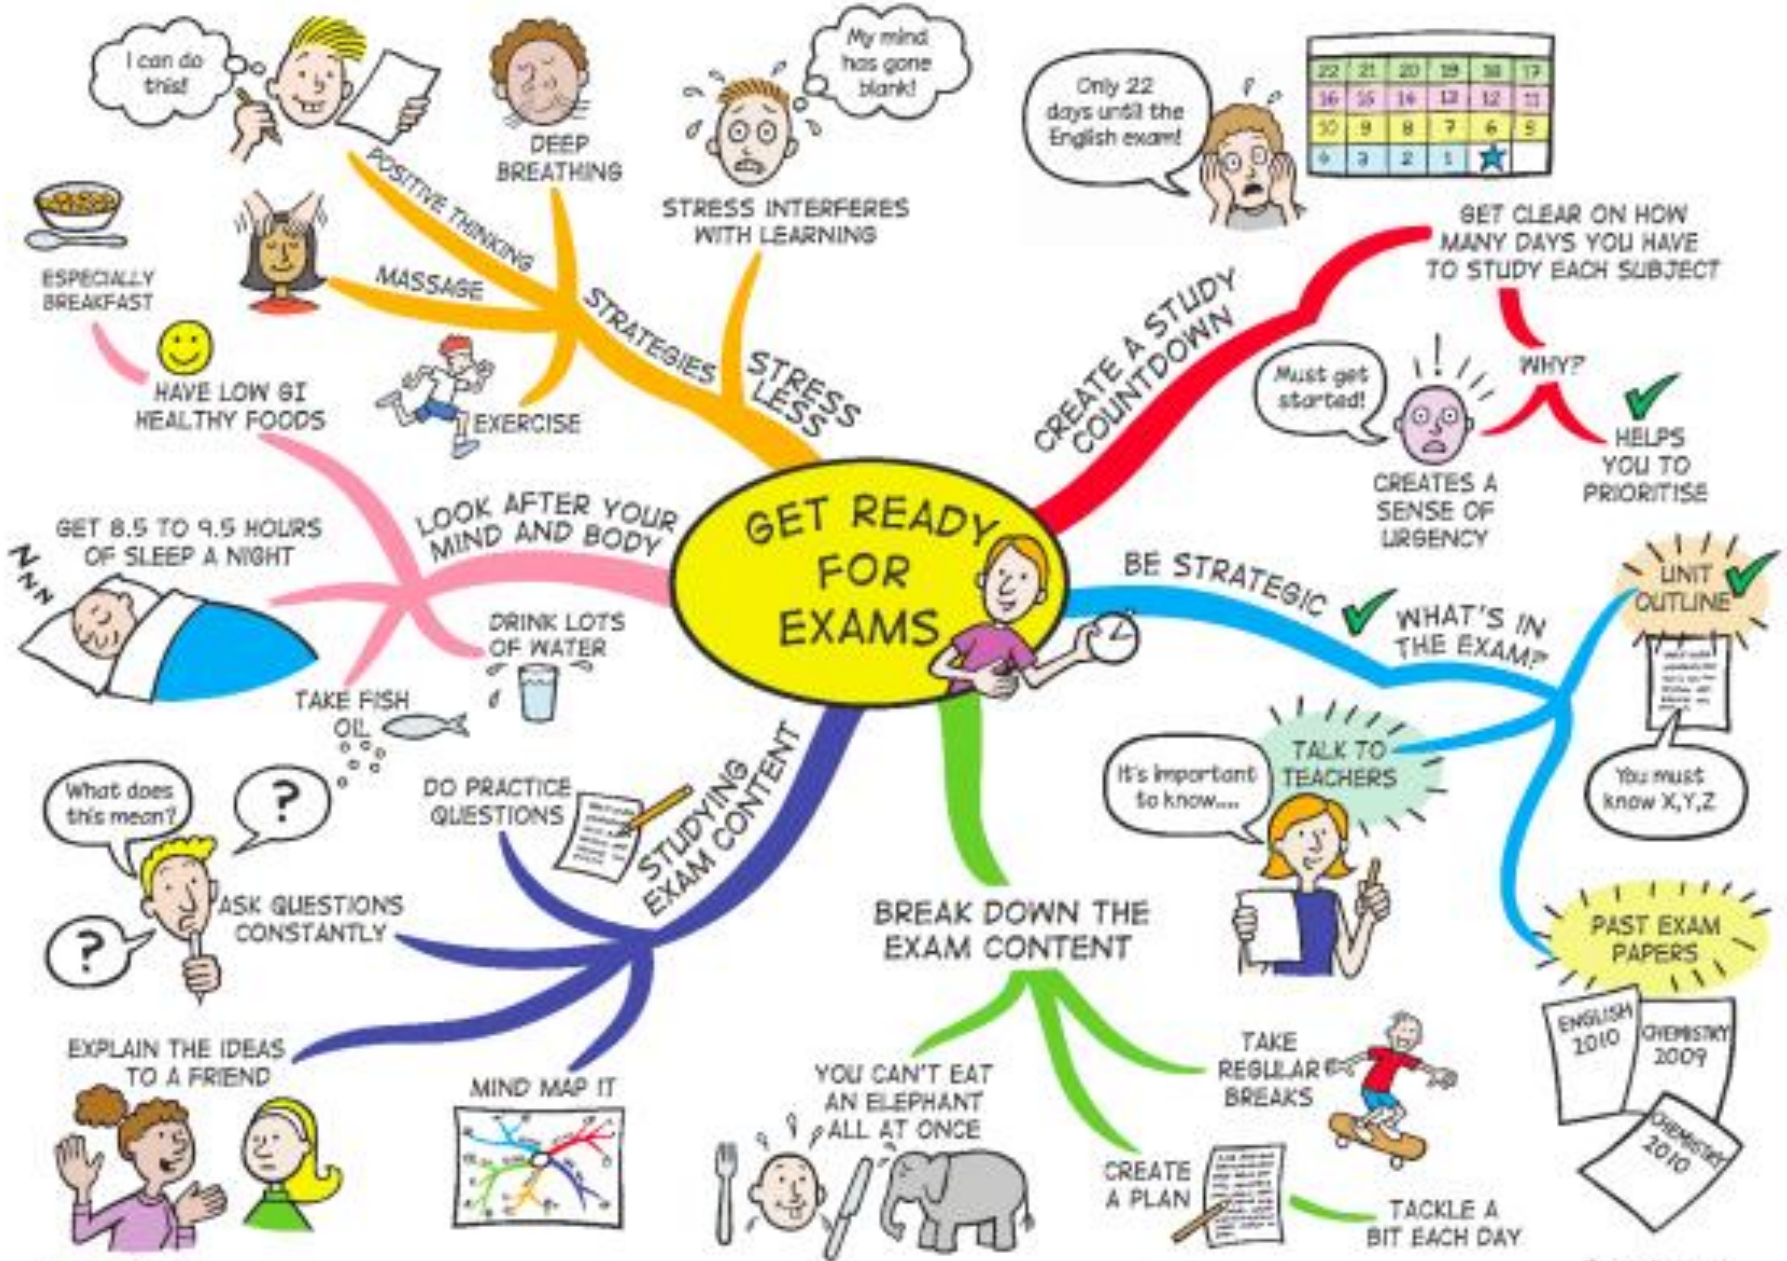 GET READY
FOR
EXAMS
CREATE A STUDY
COUNTDOWN
Only 22
days until the
English exam!
22 21 20 19 18 17
16 15 14 13 12 11
10 9 8 7 6 5
4 3 2 1
GET CLEAR ON HOW
MANY DAYS YOU HAVE
TO STUDY EACH SUBJECT
WHY?
Must get
started!
!
CREATES A
SENSE OF
URGENCY
HELPS
YOU TO
PRIORITISE
BE STRATEGIC
WHAT'S IN
THE EXAM?
UNIT
OUTLINE
You must
know X,Y,Z
TALK TO
TEACHERS
It's important
to know....
PAST EXAM
PAPERS
ENGLISH
2010
CHEMISTRY
2009
CHEMISTRY
2010
BREAK DOWN THE
EXAM CONTENT
TAKE
REGULAR
BREAKS
CREATE
A PLAN
TACKLE A
BIT EACH DAY
YOU CAN'T EAT
AN ELEPHANT
ALL AT ONCE
STUDYING
EXAM CONTENT
DO PRACTICE
QUESTIONS
ASK QUESTIONS
CONSTANTLY
What does
this mean?
?
?
EXPLAIN THE IDEAS
TO A FRIEND
MIND MAP IT
LOOK AFTER YOUR
MIND AND BODY
DRINK LOTS
OF WATER
TAKE FISH
OIL
GET 8.5 TO 9.5 HOURS
OF SLEEP A NIGHT
ZZZZ
HAVE LOW GI
HEALTHY FOODS
ESPECIALLY
BREAKFAST
STRESS
LESS
STRATEGIES
EXERCISE
MASSAGE
POSITIVE THINKING
I can do
this!
DEEP
BREATHING
STRESS INTERFERES
WITH LEARNING
My mind
has gone
blank!